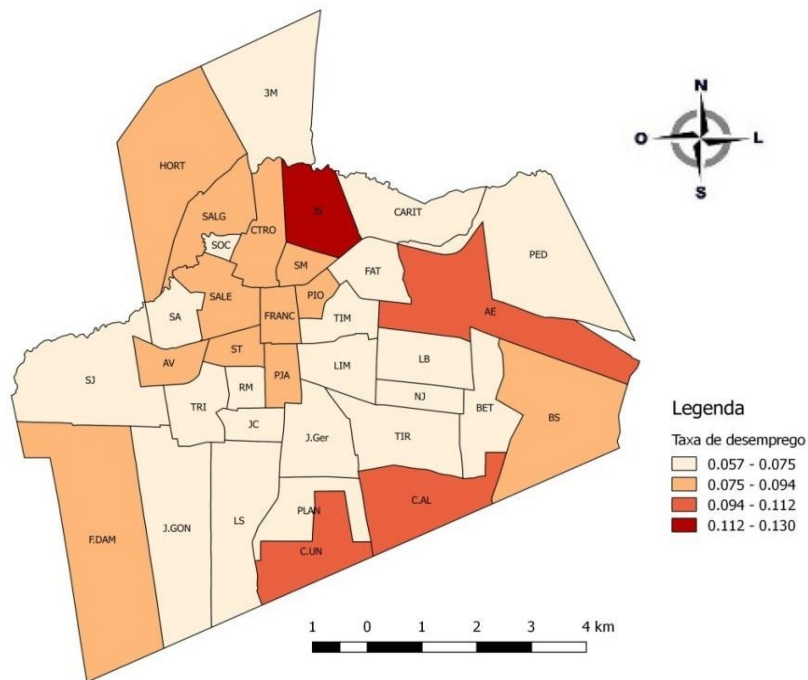 3M
N
O
L
S
HORT
SALG
CTRO
JS
CARIT
SOC
SM
FAT
PED
SALE
PIO
SA
FRANC
TIM
AE
AV
ST
SJ
PJA
LIM
LB
RM
NJ
TRI
BET
BS
JC
J.Ger
TIR
Legenda
Taxa de desemprego
0.057 - 0.075
0.075 - 0.094
0.094 - 0.112
0.112 - 0.130
F.DAM
J.GON
LS
PLAN
C.AL
C.UN
1 0 1 2 3 4 km